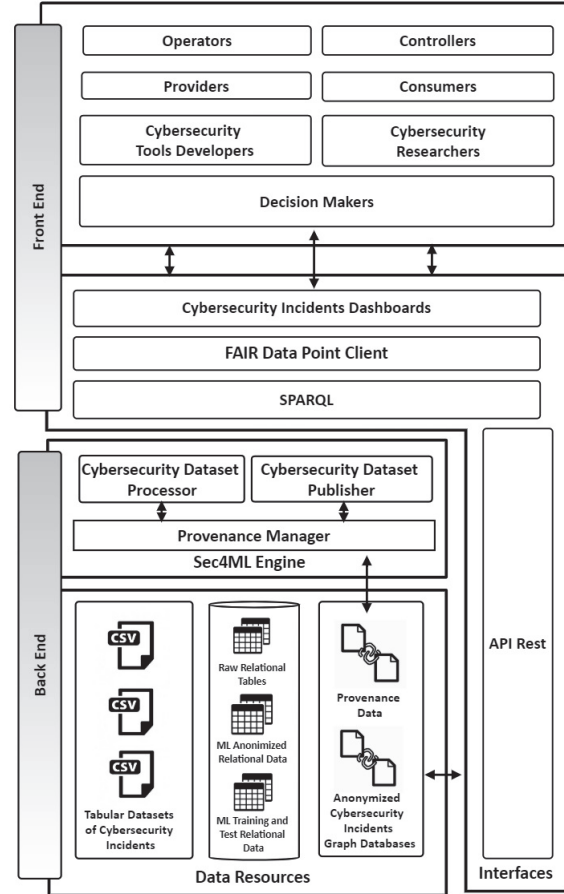 Front End
Operators
Controllers
Providers
Consumers
Cybersecurity
Tools Developers
Cybersecurity
Researchers
Decision Makers
Cybersecurity Incidents Dashboards
FAIR Data Point Client
SPARQL
Back End
Cybersecurity Dataset
Processor
Cybersecurity Dataset
Publisher
Provenance Manager
Sec4ML Engine
CSV
CSV
CSV
Tabular Datasets
of Cybersecurity
Incidents
Raw Relational
Tables
ML Anonimized
Relational Data
ML Training and
Test Relational
Data
Provenance
Data
Anonymized
Cybersecurity
Incidents
Graph Databases
Data Resources
API Rest
Interfaces